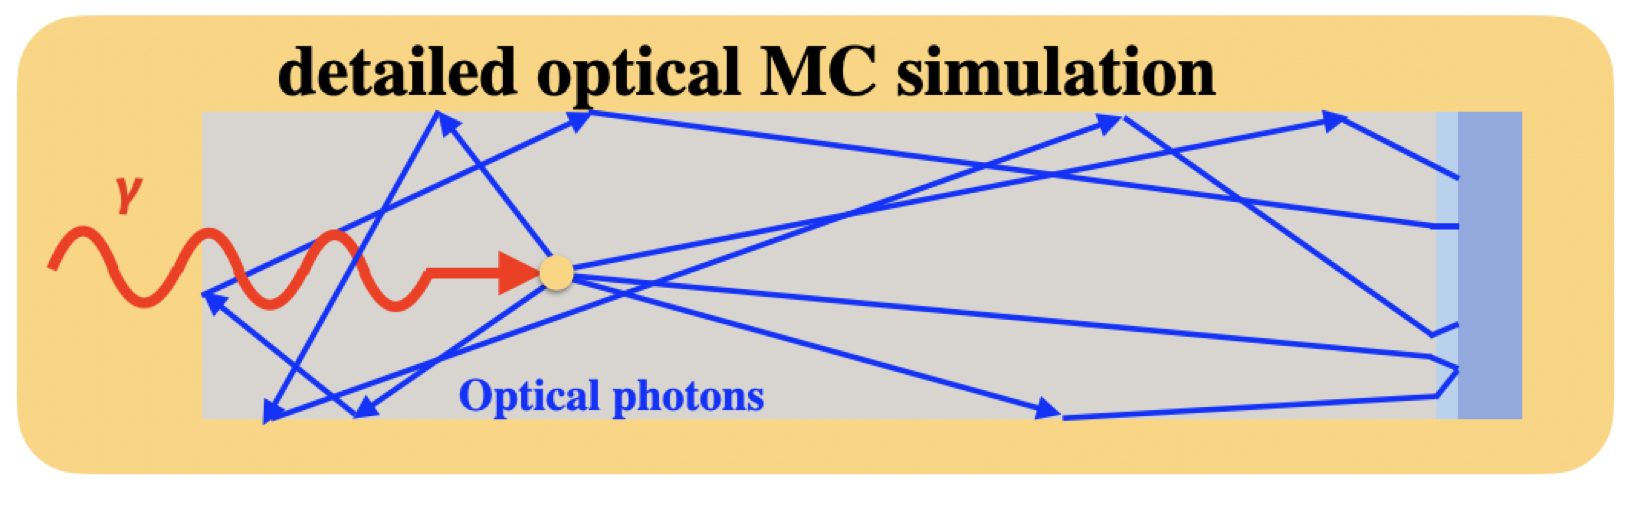 detailed optical MC simulation
γ
Optical photons